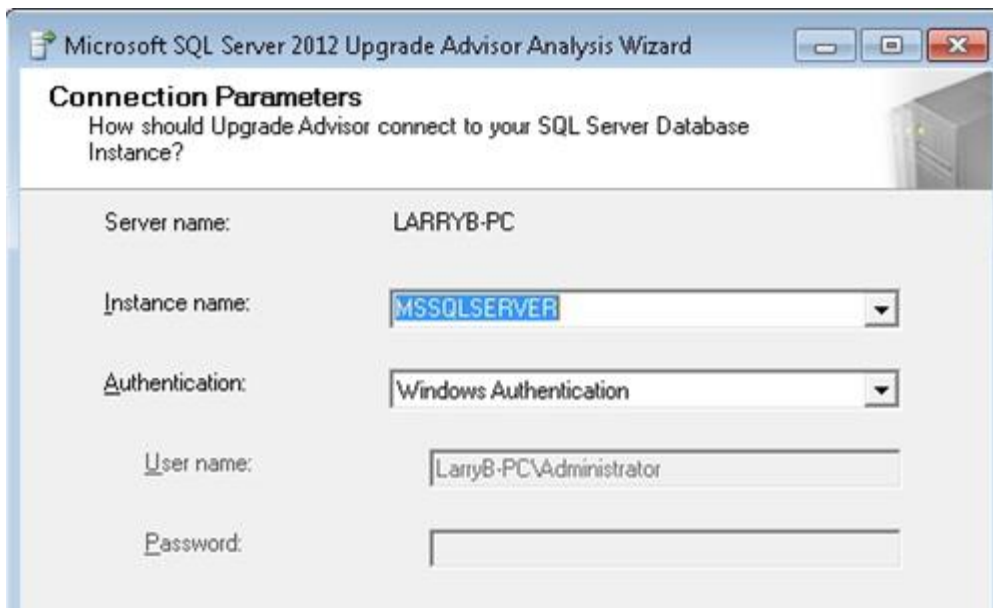 Microsoft SQL Server 2012 Upgrade Advisor Analysis Wizard
Connection Parameters
How should Upgrade Advisor connect to your SQL Server Database
Instance?
Server name: LARRYB-PC
Instance name: MSSQLSERVER
Authentication: Windows Authentication
User name: LarryB-PC\Administrator
Password: